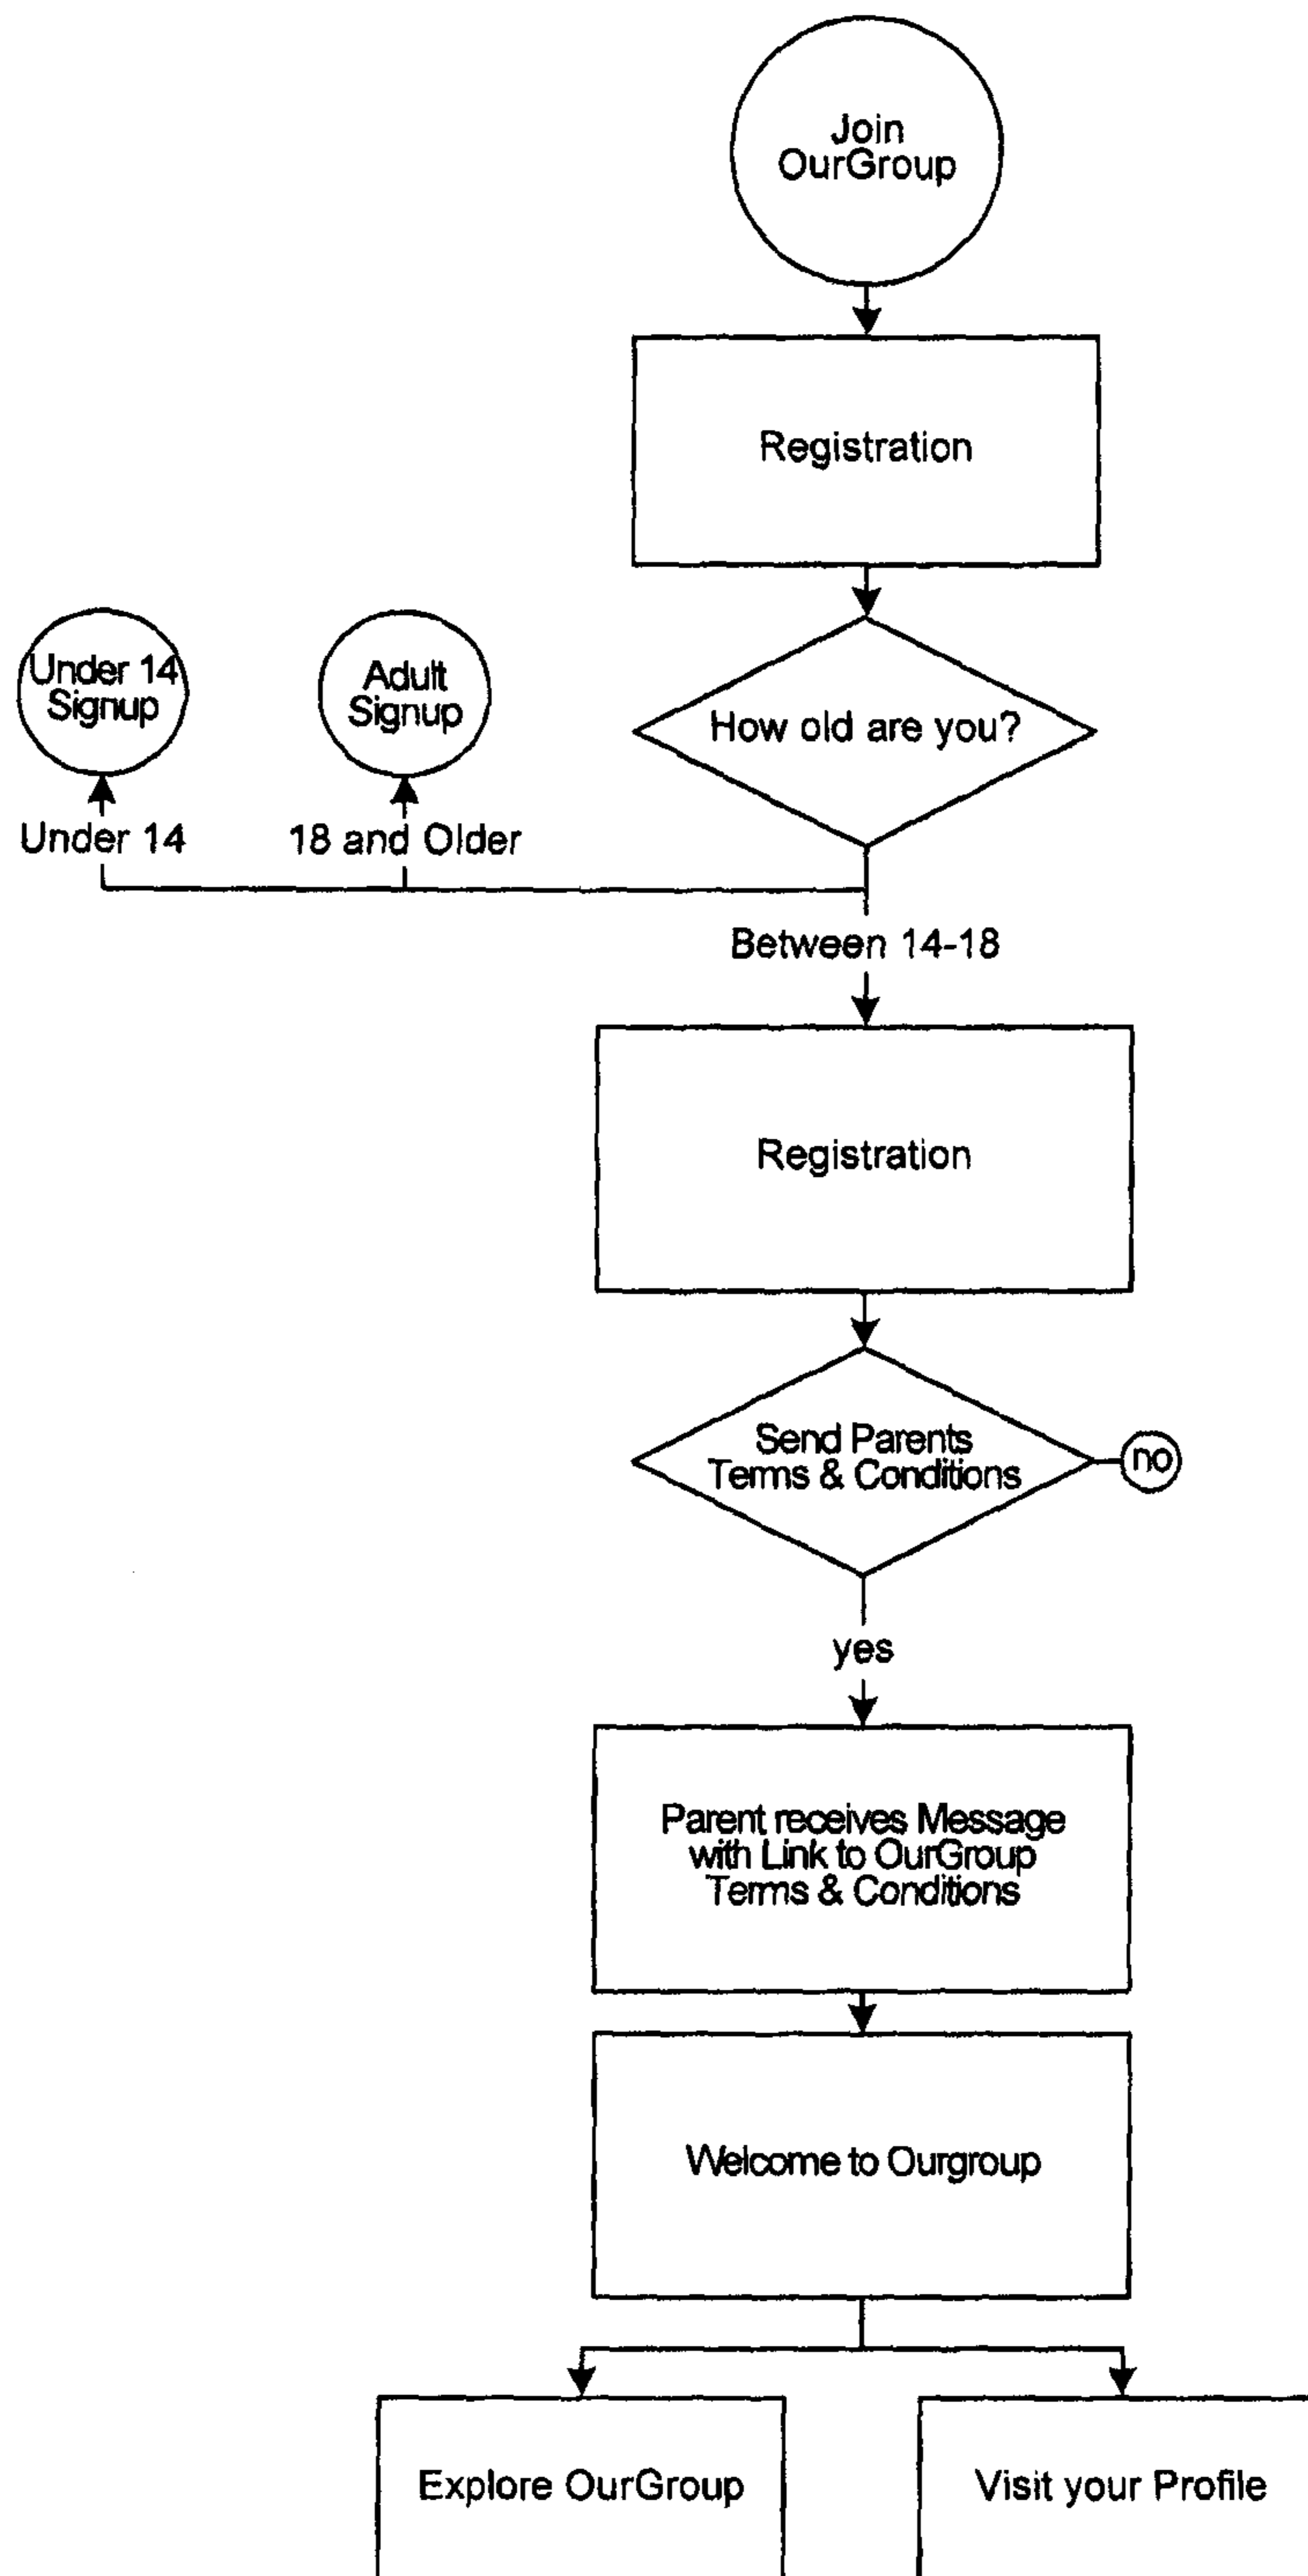 Join
OurGroup
Registration
How old are you?
Under 14
Signup
Adult
Signup
Under 14
18 and Older
Between 14-18
Registration
Send Parents
Terms & Conditions
no
yes
Parent receives Message
with Link to OurGroup
Terms & Conditions
Welcome to Ourgroup
Explore OurGroup
Visit your Profile